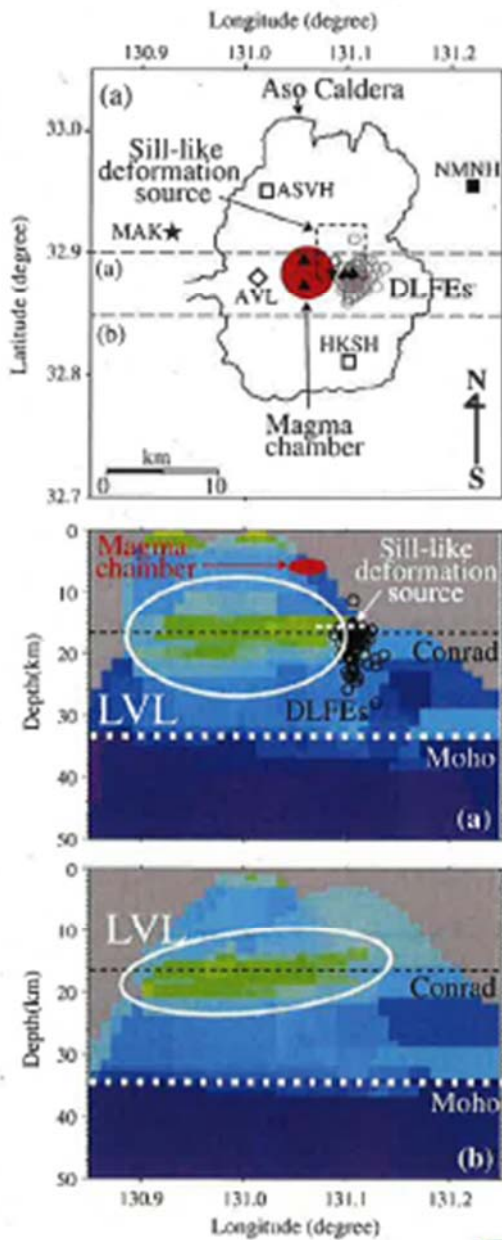 Longitude (degree)
130.9 131.0 131.1 131.2
(a) Aso Caldera
33.0
Sill-like
deformation
source
ASVH
NMNH
MAK
32.9
(a)
AVL
DLFEs
(b)
HKSH
32.8
Magma
chamber
N
S
km
0 10
32.7
Latitude (degree)
0
Magma
chamber
Sill-like
deformation
source
10
20
Conrad
DLFEs
30
LVL
40
Moho
50
(a)
Depth(km)
0
LVL
10
20
Conrad
30
40
Moho
50
(b)
Depth(km)
130.9 131.0 131.1 131.2
Longitude (degree)